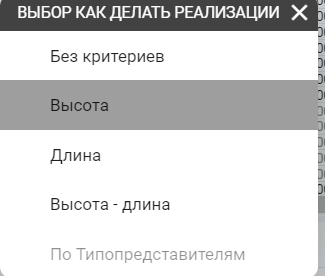 ВЫБОР КАК ДЕЛАТЬ РЕАЛИЗАЦИИ
Без критериев
Высота
Длина
Высота - длина
По Типопредставителям